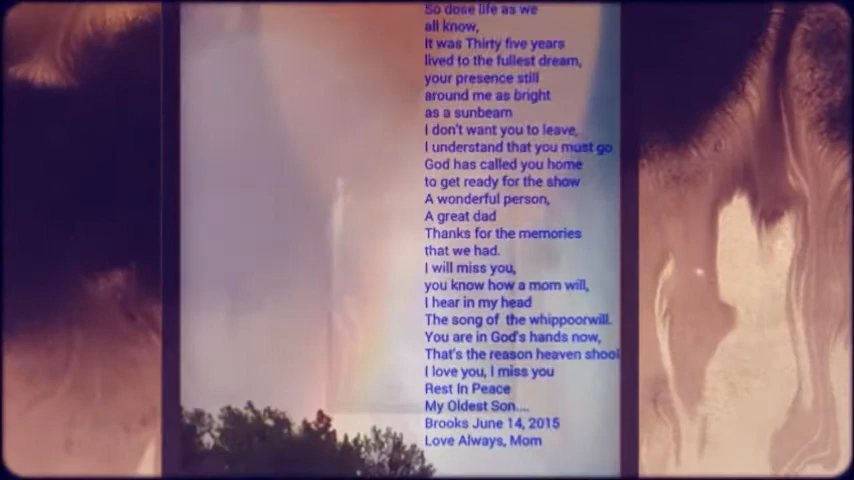 So dose life as we
all know,
It was Thirty five years
lived to the fullest dream,
your presence still
around me as bright
as a sunbeam
I don't want you to leave,
I understand that you must go
God has called you home
to get ready for the show
A wonderful person,
A great dad
Thanks for the memories
that we had.
I will miss you,
you know how a mom will,
I hear in my head
The song of the whippoorwill.
You are in God's hands now,
That's the reason heaven shool
I love you, I miss you
Rest In Peace
My Oldest Son....
Brooks June 14, 2015
Love Always, Mom